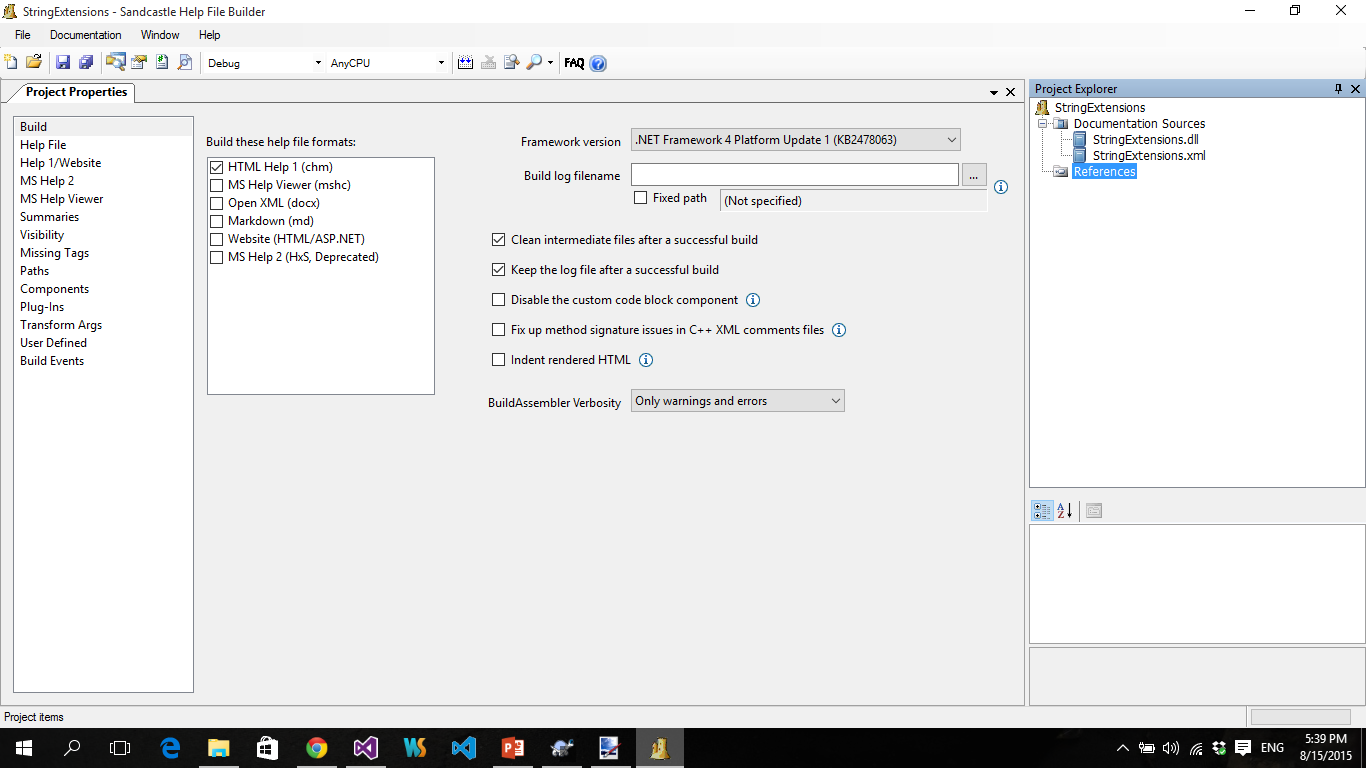 StringExtensions - Sandcastle Help File Builder
File Documentation Window Help
Debug AnyCPU FAQ
Project Properties
Build
Help File
Help 1/Website
MS Help 2
MS Help Viewer
Summaries
Visibility
Missing Tags
Paths
Components
Plug-Ins
Transform Args
User Defined
Build Events
Build these help file formats:
HTML Help 1 (chm)
MS Help Viewer (mshc)
Open XML (docx)
Markdown (md)
Website (HTML/ASP.NET)
MS Help 2 (HxS, Deprecated)
Framework version .NET Framework 4 Platform Update 1 (KB2478063)
Build log filename ...
Fixed path (Not specified)
Clean intermediate files after a successful build
Keep the log file after a successful build
Disable the custom code block component
Fix up method signature issues in C++ XML comments files
Indent rendered HTML
BuildAssembler Verbosity Only warnings and errors
Project Explorer
StringExtensions
Documentation Sources
StringExtensions.dll
StringExtensions.xml
References
Project items
ENG
5:39 PM
8/15/2015